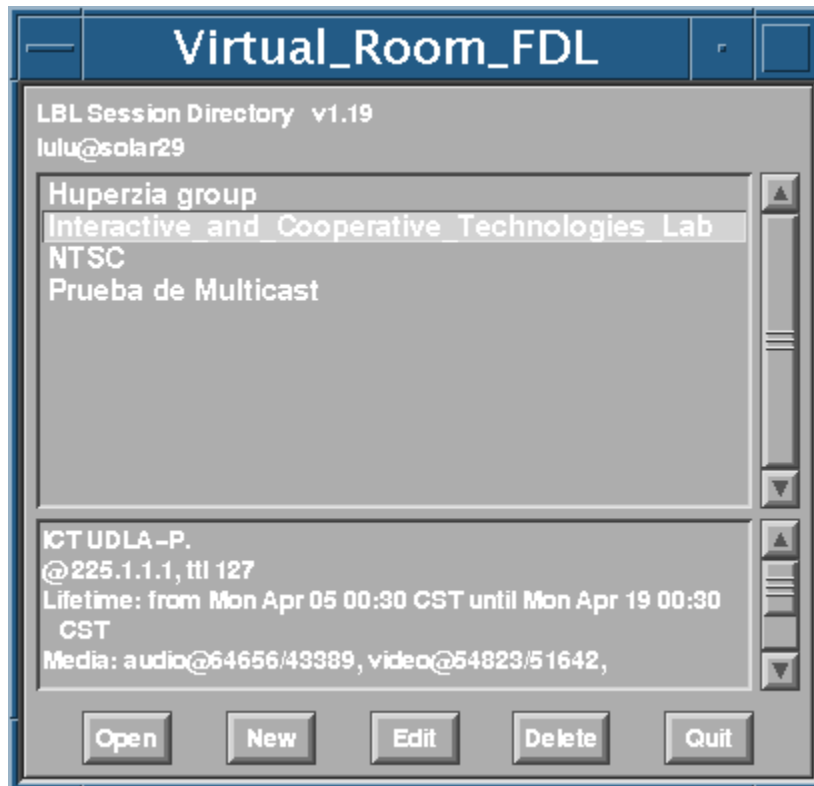 Virtual_Room_FDL
LBL Session Directory v1.19
lulu@solar29
Huperzia group
Interactive_and_Cooperative_Technologies_Lab
NTSC
Prueba de Multicast
ICT UDLA-P.
@225.1.1.1, ttl 127
Lifetime: from Mon Apr 05 00:30 CST until Mon Apr 19 00:30
CST
Media: audio@64656/43389, video@54823/51642,
Open New Edit Delete Quit